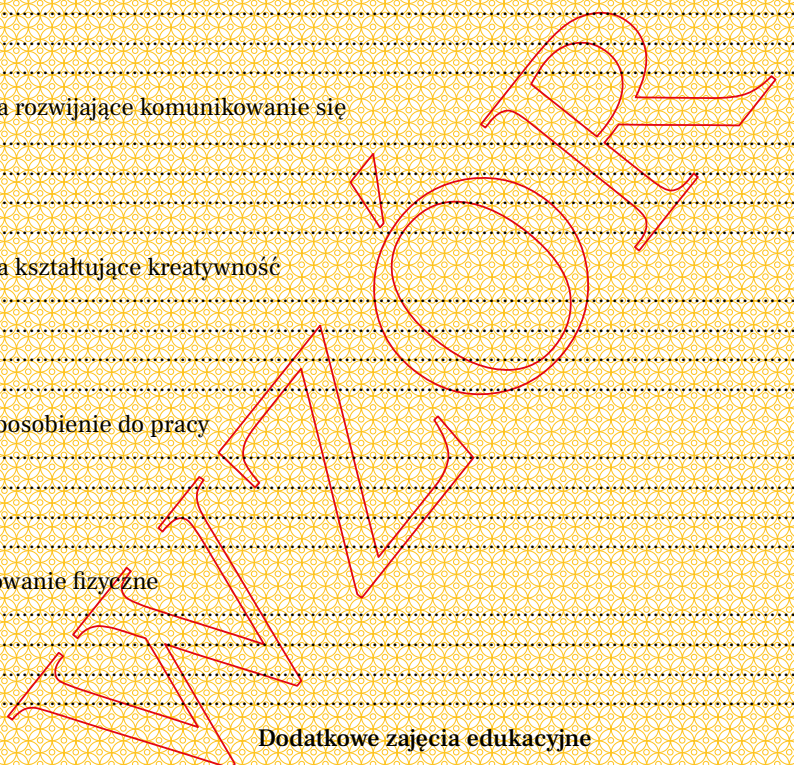 a rozwijające komunikowanie się
a kształtujące kreatywność
posobienie do pracy
owanie fizyczne
Dodatkowe zajęcia edukacyjne
WZÓR